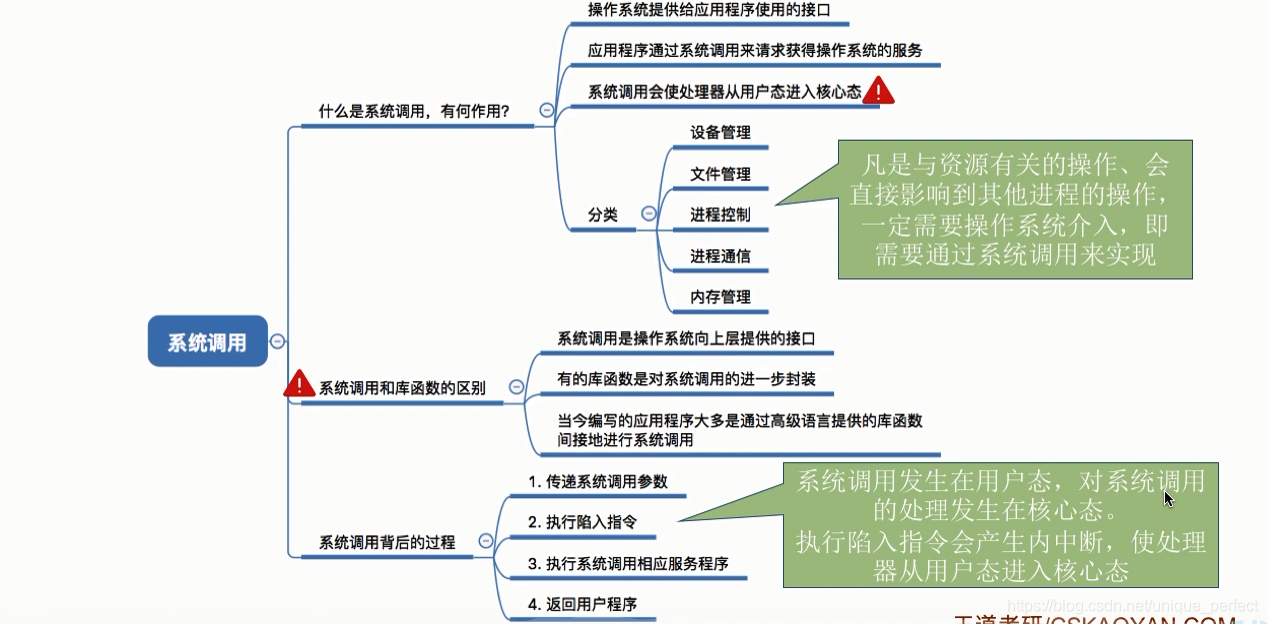 操作系统提供给应用程序使用的接口
应用程序通过系统调用来请求获得操作系统的服务
系统调用会使处理器从用户态进入核心态
什么是系统调用，有何作用？
设备管理
文件管理
分类
进程控制
进程通信
内存管理
凡是与资源有关的操作、会
直接影响到其他进程的操作，
一定需要操作系统介入，即
需要通过系统调用来实现
系统调用
系统调用是操作系统向上层提供的接口
有的库函数是对系统调用的进一步封装
系统调用和库函数的区别
当今编写的应用程序大多是通过高级语言提供的库函数
间接地进行系统调用
1. 传递系统调用参数
2. 执行陷入指令
系统调用背后的过程
3. 执行系统调用相应服务程序
4. 返回用户程序
系统调用发生在用户态，对系统调用
的处理发生在核心态。
执行陷入指令会产生内中断，使处理
器从用户态进入核心态
https://blog.csdn.net/unique_perfect
王道考研/CSKAOYAN.COM